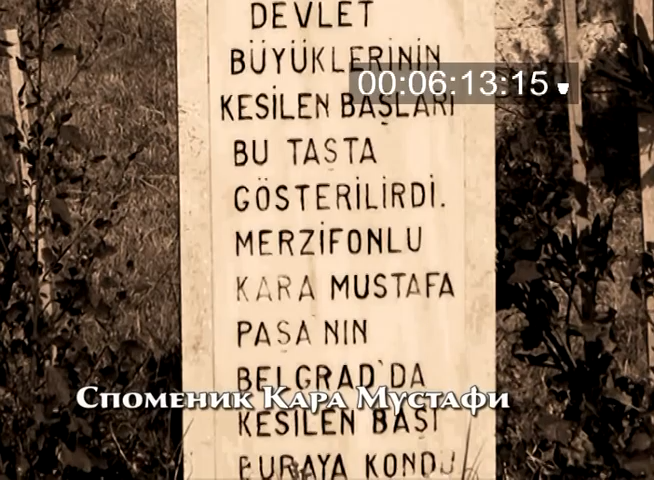 DEVLET
BÜYÜKLERİNİN
00:06:13:15
KESİLEN BAŞLARI
BU TAŞTA
GÖSTERİLİRDİ.
MERZİFONLU
KARA MUSTAFA
PAŞA NIN
BELGRAD'DA
Споменик Кара Мустафи
KESİLEN BAŞI
BURAYA KONDU